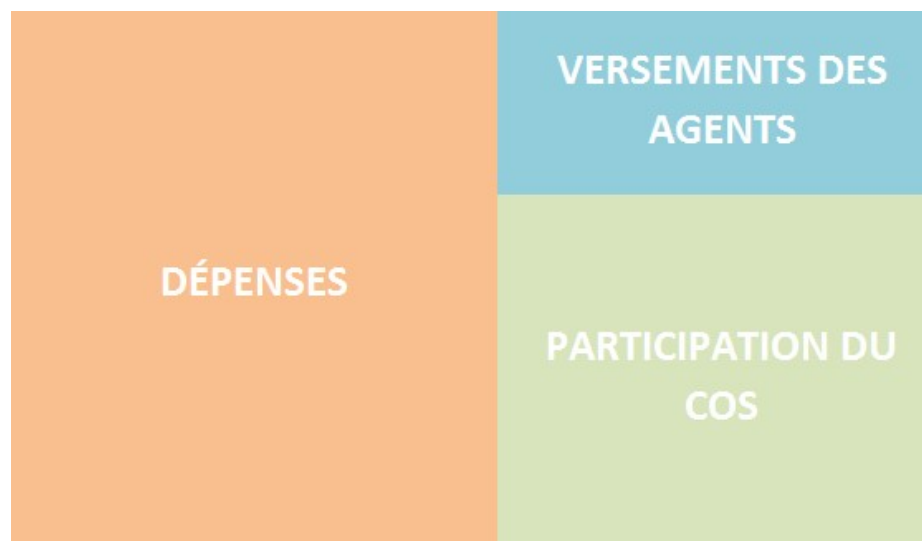 VERSEMENTS DES
AGENTS
DÉPENSES
PARTICIPATION DU
COS